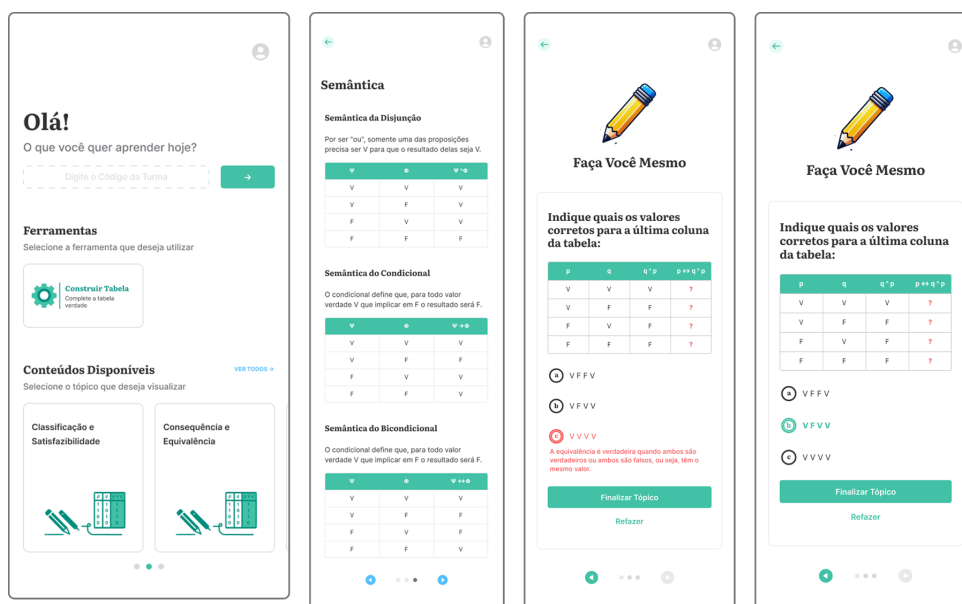 Olá!
O que você quer aprender hoje?
Digite o Código da Turma
Ferramentas
Selecione a ferramenta que deseja utilizar
Construir Tabela
Complete a tabela
verdade
Conteúdos Disponíveis
VER TODOS →
Selecione o tópico que deseja visualizar
Classificação e
Satisfazibilidade
Consequência e
Equivalência
Semântica
Semântica da Disjunção
Por ser "ou", somente uma das proposições
precisa ser V para que o resultado delas seja V.
Ψ Φ Ψ ^ Φ
V V V
V F V
F V V
F F F
Semântica do Condicional
O condicional define que, para todo valor
verdade V que implicar em F o resultado será F.
Ψ Φ Ψ → Φ
V V V
V F F
F V V
F F V
Semântica do Bicondicional
O condicional define que, para todo valor
verdade V que implicar em F o resultado será F.
Ψ Φ Ψ ↔ Φ
V V V
V F F
F V F
F F V
Faça Você Mesmo
Indique quais os valores
corretos para a última coluna
da tabela:
p q q ^ p p ↔ q ^ p
V V V ?
V F F ?
F V F ?
F F F ?
a V F F V
b V F V V
c V V V V
A equivalência é verdadeira quando ambos são
verdadeiros ou ambos são falsos, ou seja, têm o
mesmo valor.
Finalizar Tópico
Refazer
Faça Você Mesmo
Indique quais os valores
corretos para a última coluna
da tabela:
p q q ^ p p ↔ q ^ p
V V V ?
V F F ?
F V F ?
F F F ?
a V F F V
b V F V V
c V V V V
Finalizar Tópico
Refazer